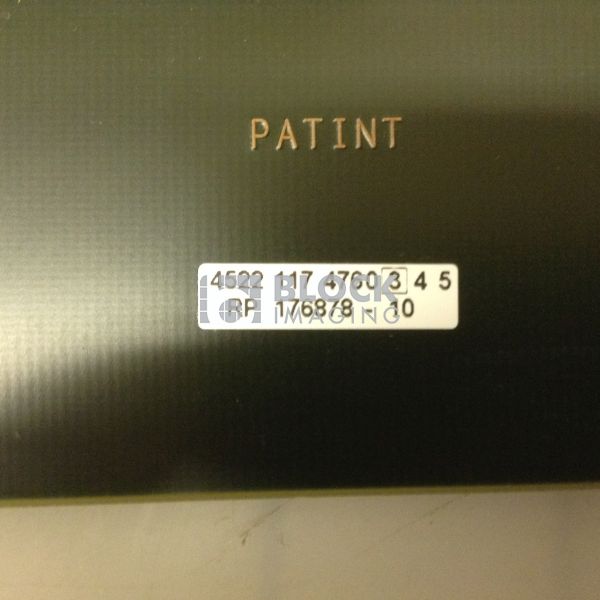 PATINT
4522 117 4760 3 4 5
RP 176878 - 10
BLOCK
IMAGING